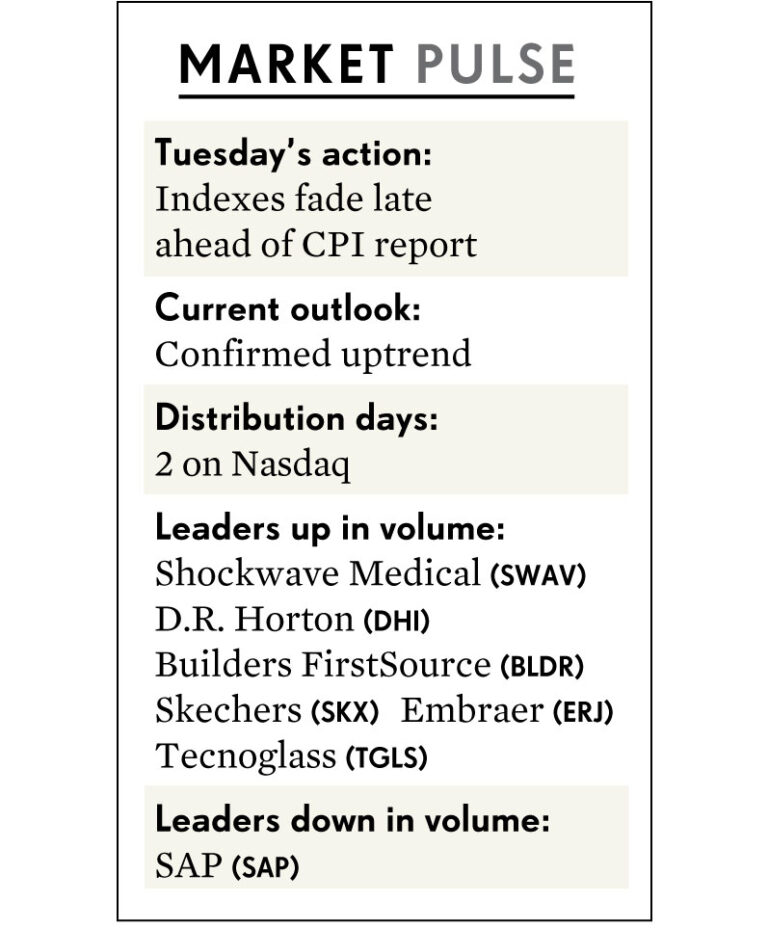 MARKET PULSE
Tuesday’s action:
Indexes fade late
ahead of CPI report
Current outlook:
Confirmed uptrend
Distribution days:
2 on Nasdaq
Leaders up in volume:
Shockwave Medical (SWAV)
D.R. Horton (DHI)
Builders FirstSource (BLDR)
Skechers (SKX) Embraer (ERJ)
Tecnoglass (TGLS)
Leaders down in volume:
SAP (SAP)